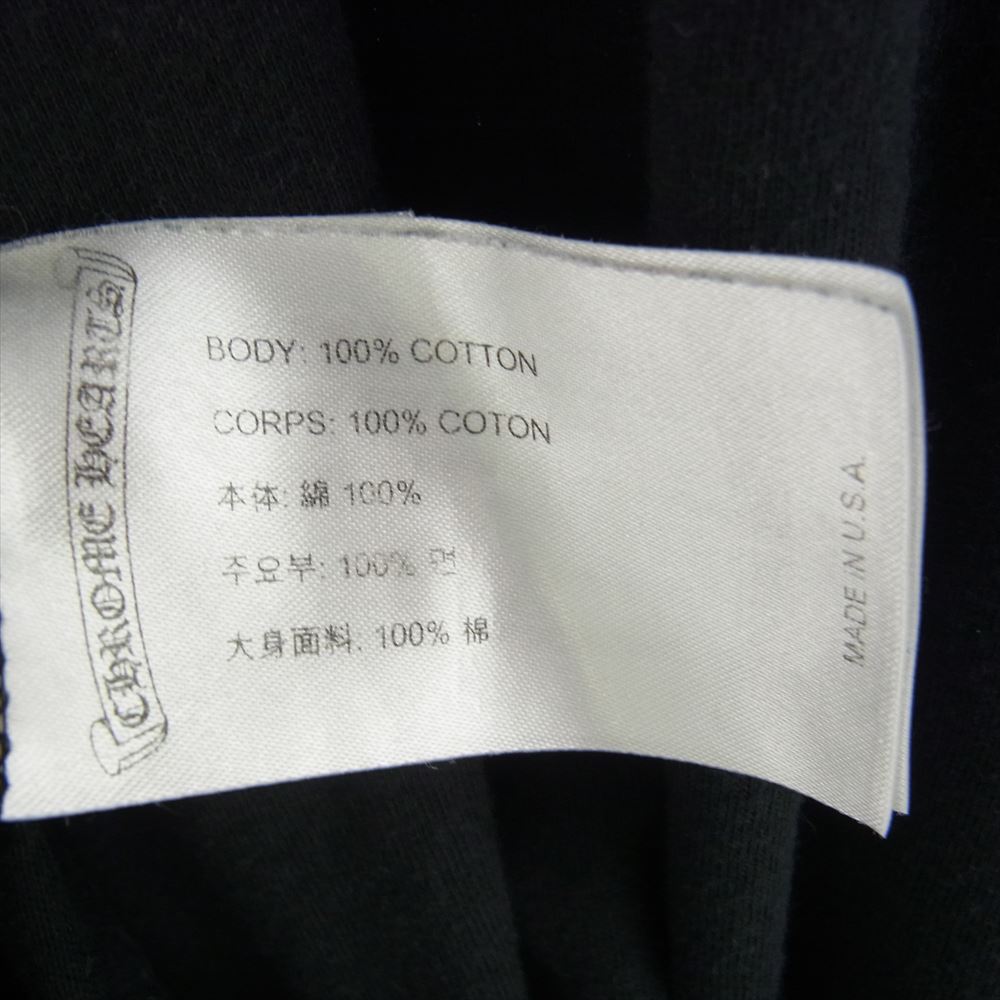 CHROME HEARTS
BODY: 100% COTTON
CORPS: 100% COTON
本体: 綿 100%
주요부: 100% 면
大身面料. 100% 棉
MADE IN U.S.A.